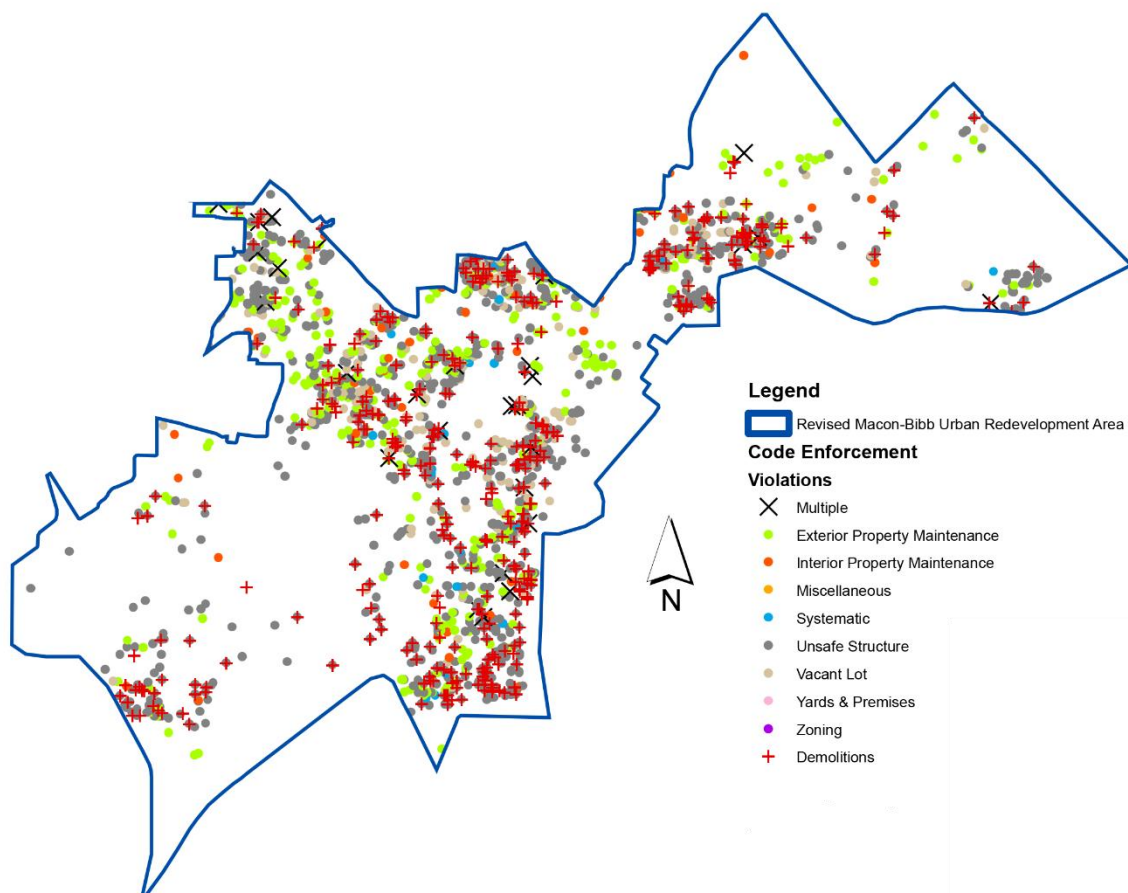 Legend
Revised Macon-Bibb Urban Redevelopment Area
Code Enforcement
Violations
Multiple
Exterior Property Maintenance
Interior Property Maintenance
Miscellaneous
Systematic
Unsafe Structure
Vacant Lot
Yards & Premises
Zoning
Demolitions
N